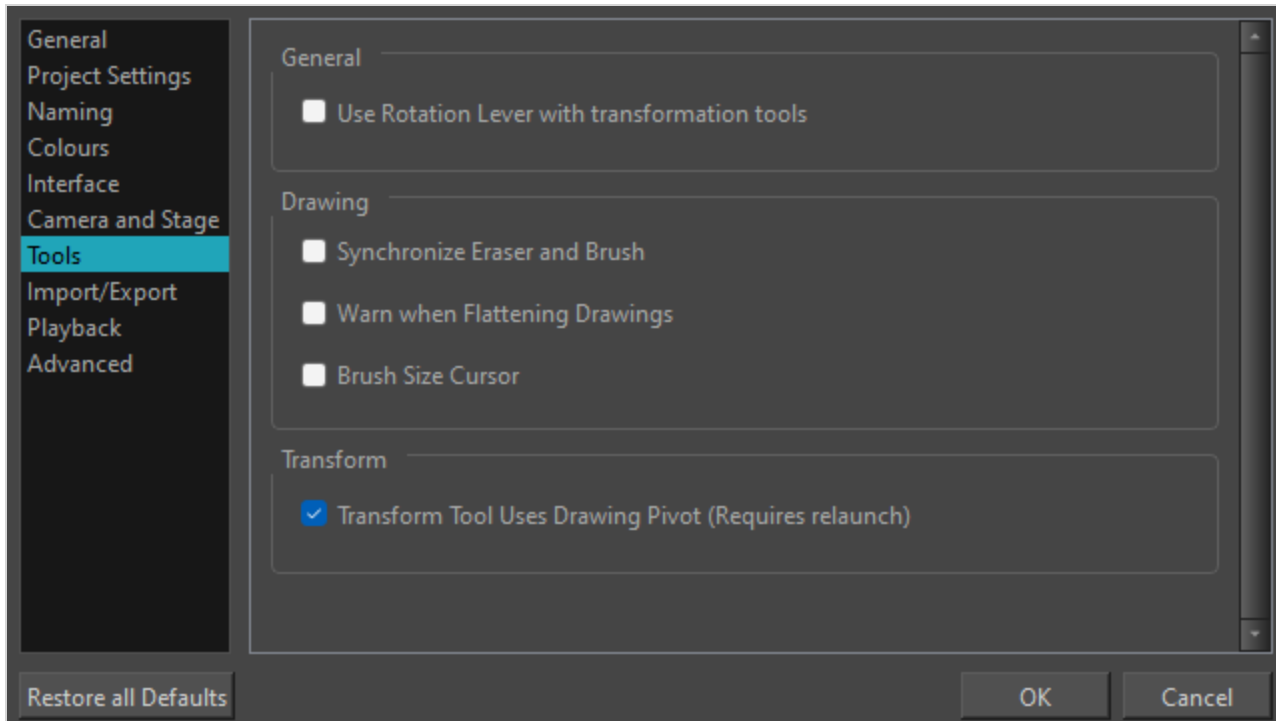 General
Project Settings
Naming
Colours
Interface
Camera and Stage
Tools
Import/Export
Playback
Advanced
General
Use Rotation Lever with transformation tools
Drawing
Synchronize Eraser and Brush
Warn when Flattening Drawings
Brush Size Cursor
Transform
Transform Tool Uses Drawing Pivot (Requires relaunch)
Restore all Defaults
OK
Cancel